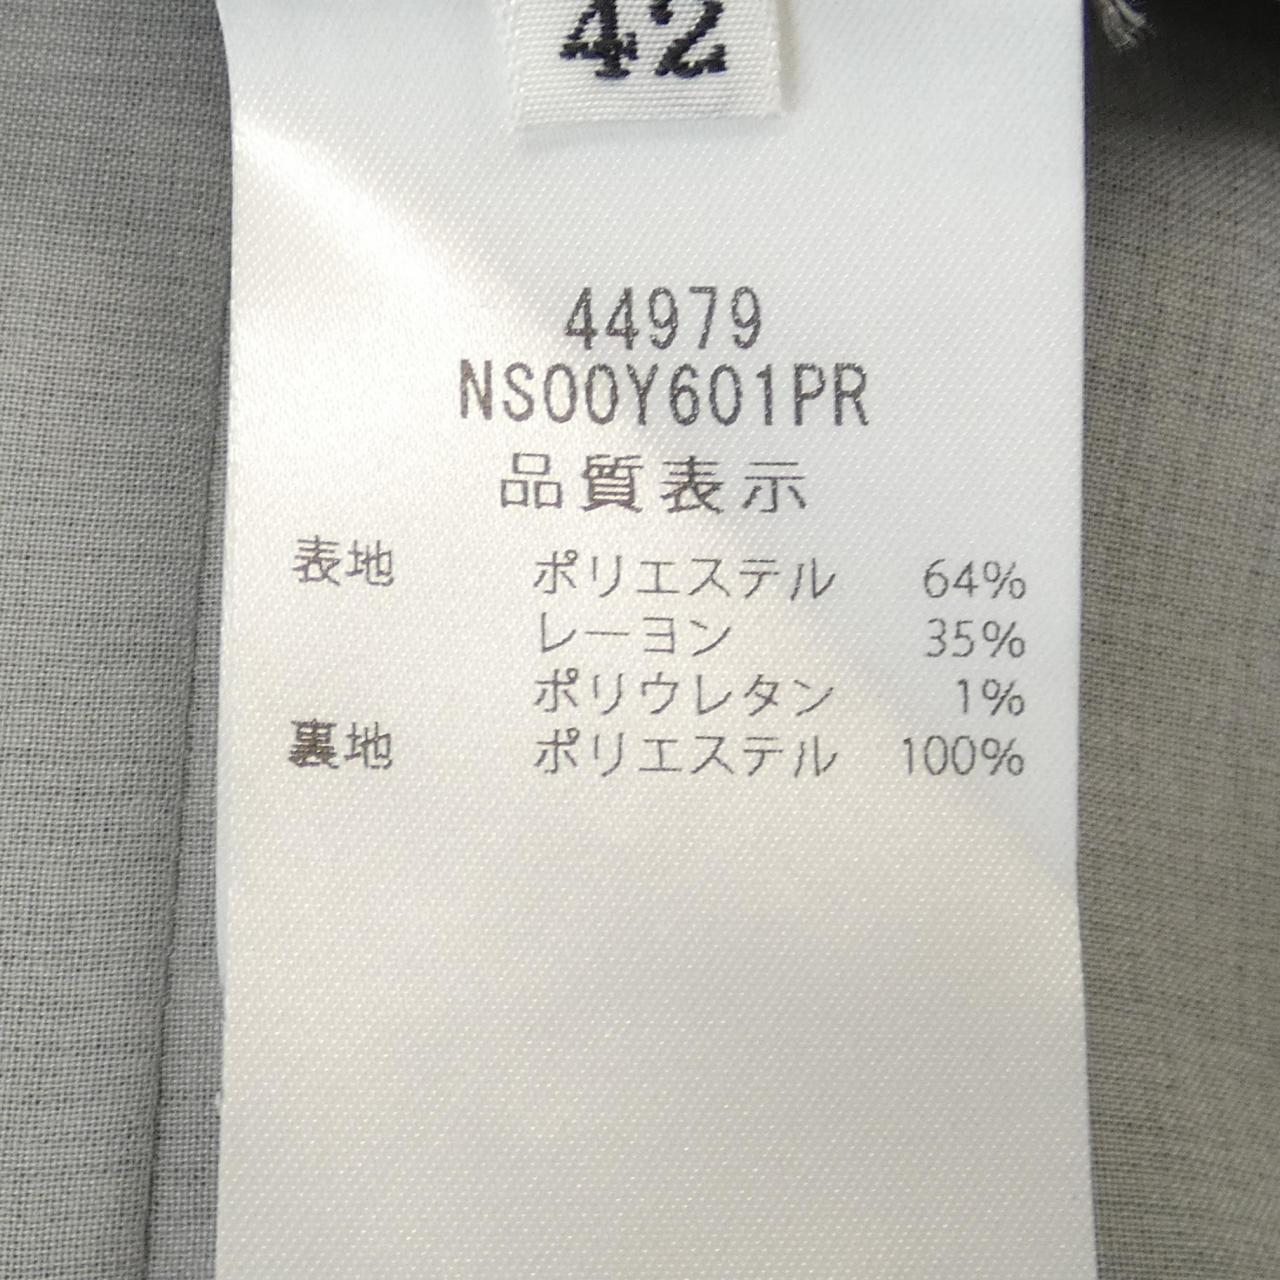 42
44979
NS00Y601PR
品質表示
表地 ポリエステル 64%
レーヨン 35%
ポリウレタン 1%
裏地 ポリエステル 100%